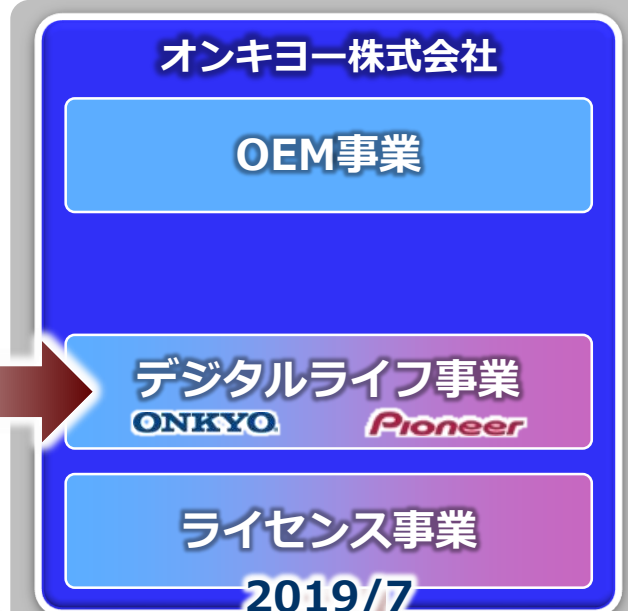 オンキヨー株式会社
OEM事業
デジタルライフ事業
ONKYO Pioneer
ライセンス事業
2019/7